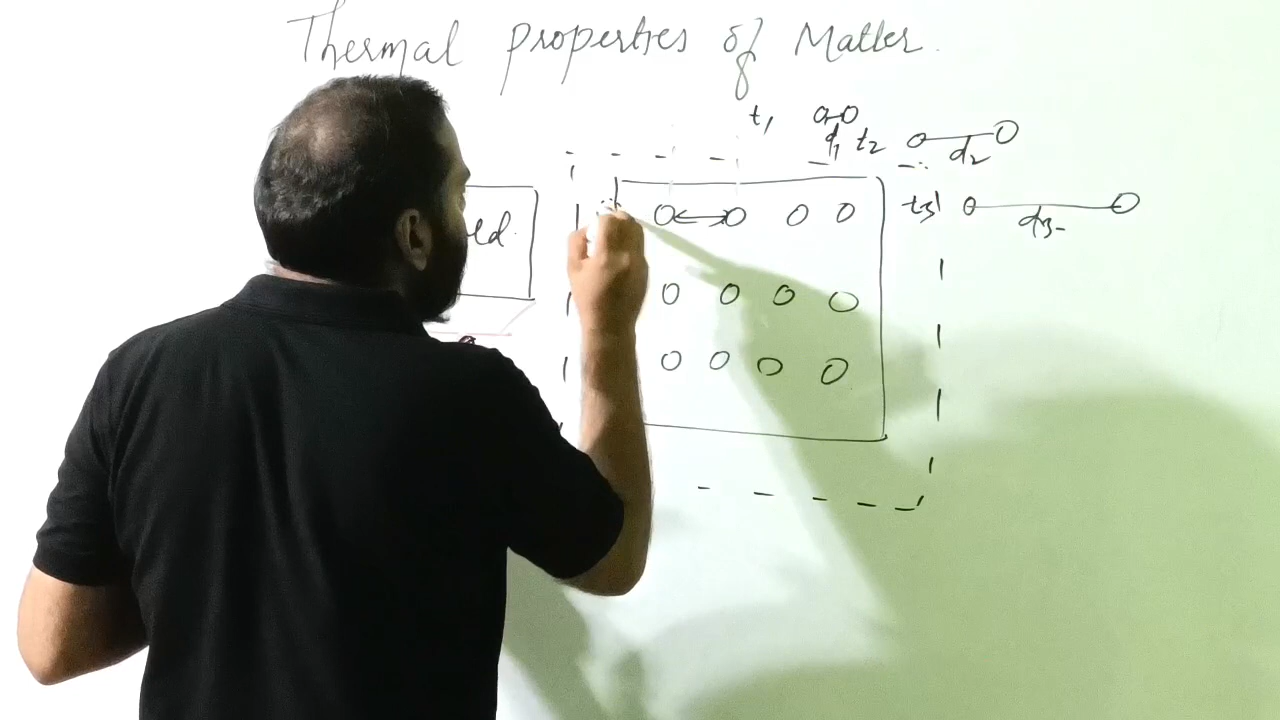 Thermal properties of Matter.
t₁ d₁
t₂ d₂
t₃ d₃